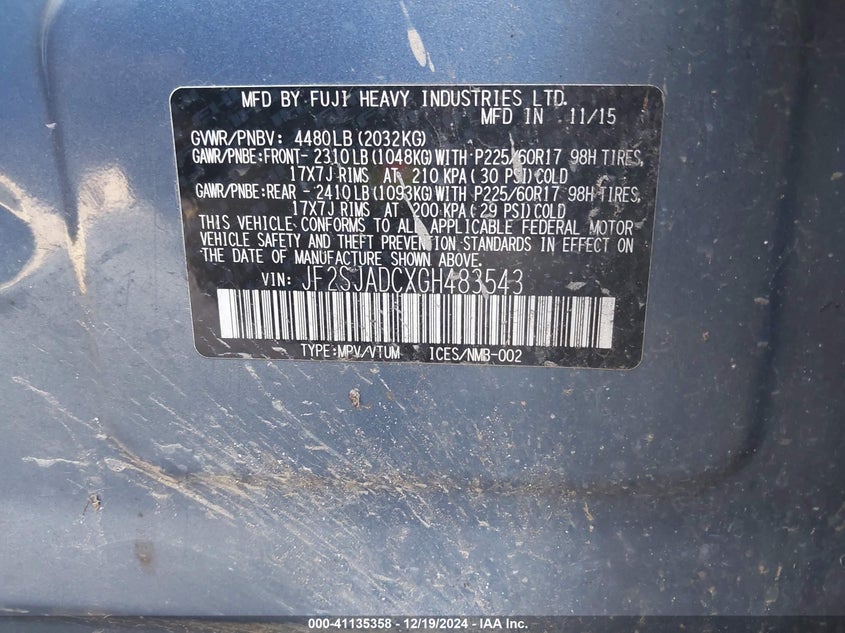 MFD BY FUJI HEAVY INDUSTRIES LTD.
MFD IN 11/15
GVWR/PNBV: 4480LB (2032KG)
GAWR/PNBE:FRONT- 2310LB (1048KG) WITH P225/60R17 98H TIRES,
17X7J RIMS AT 210 KPA ( 30 PSI) COLD
GAWR/PNBE:REAR - 2410LB (1093KG) WITH P225/60R17 98H TIRES,
17X7J RIMS AT 200 KPA ( 29 PSI) COLD
THIS VEHICLE CONFORMS TO ALL APPLICABLE FEDERAL MOTOR
VEHICLE SAFETY AND THEFT PREVENTION STANDARDS IN EFFECT ON
THE DATE OF MANUFACTURE SHOWN ABOVE.
VIN: JF2SJADCXGH483543
TYPE:MPV/VTUM ICES/NMB-002
000-41135358 - 12/19/2024 - IAA Inc.